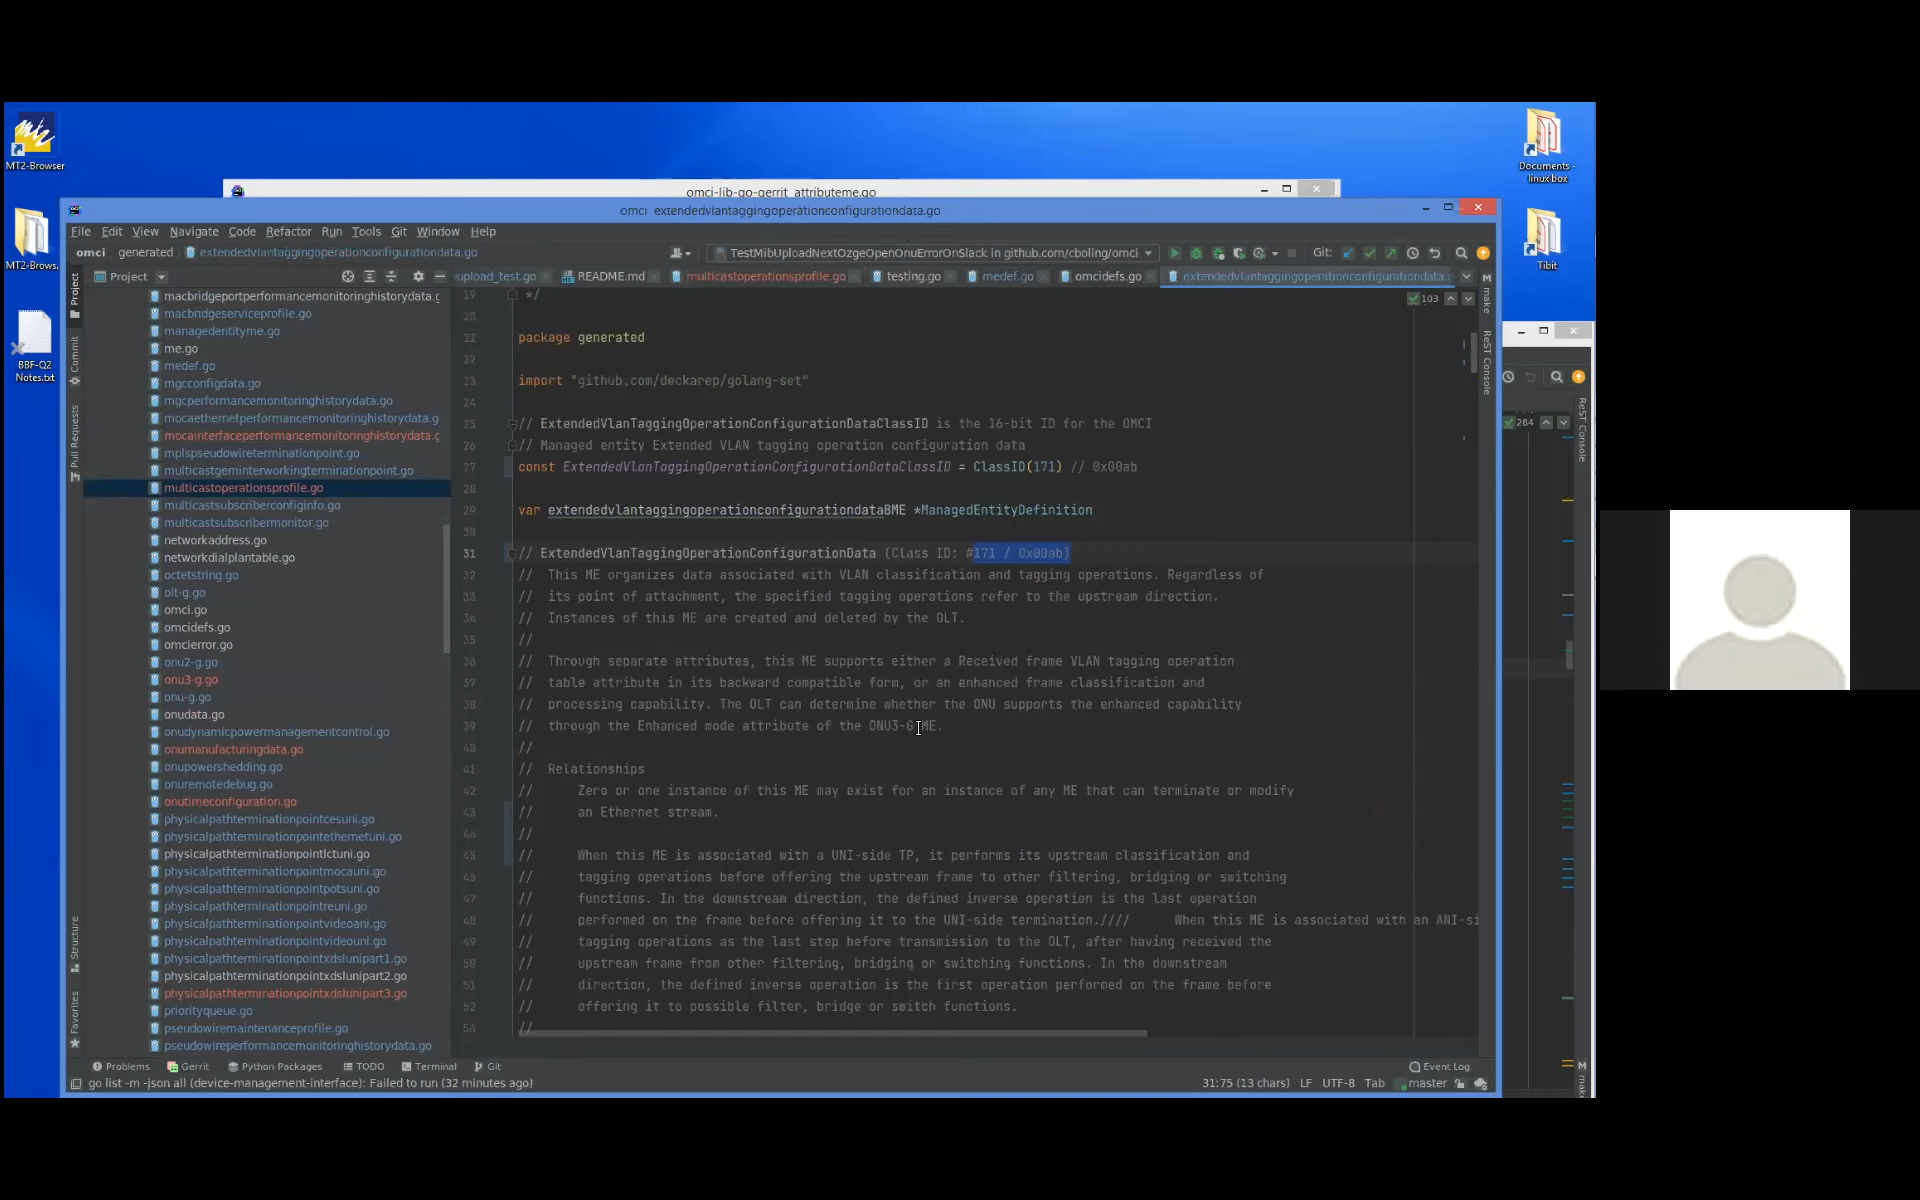 MT2-Browser
MT2-Brows.
BBF-Q2
Notes.txt
Documents -
linux box
Tibit
omci-lib-go-gerrit attributeme.go
omci extendedvlantaggingoperationconfigurationdata.go
File Edit View Navigate Code Refactor Run Tools Git Window Help
omci generated extendedvlantaggingoperationconfigurationdata.go
TestMibUploadNextOzgeOpenOnuErrorOnSlack in github.com/cboling/omci
Git:
Project
upload_test.go README.md multicastoperationsprofile.go testing.go medef.go omcidefs.go extendedvlantaggingoperationconfigurationdata.g
Project
Commit
Pull Requests
Structure
Favorites
make
ReST Console
ReST Console
103
284
macbridgeportperformancemonitoringhistorydata.g
macbridgeserviceprofile.go
managedentityme.go
me.go
medef.go
mgcconfigdata.go
mgcperformancemonitoringhistorydata.go
mocaethernetperformancemonitoringhistorydata.g
mocainterfaceperformancemonitoringhistorydata.g
mplspseudowireterminationpoint.go
multicastgeminterworkingterminationpoint.go
multicastoperationsprofile.go
multicastsubscriberconfiginfo.go
multicastsubscribermonitor.go
networkaddress.go
networkdialplantable.go
octetstring.go
olt-g.go
omci.go
omcidefs.go
omcierror.go
onu2-g.go
onu3-g.go
onu-g.go
onudata.go
onudynamicpowermanagementcontrol.go
onumanufacturingdata.go
onupowershedding.go
onuremotedebug.go
onutimeconfiguration.go
physicalpathterminationpointcesuni.go
physicalpathterminationpointethernetuni.go
physicalpathterminationpointlctuni.go
physicalpathterminationpointmocauni.go
physicalpathterminationpointpotsuni.go
physicalpathterminationpointreuni.go
physicalpathterminationpointvideoani.go
physicalpathterminationpointvideouni.go
physicalpathterminationpointxdslunipart1.go
physicalpathterminationpointxdslunipart2.go
physicalpathterminationpointxdslunipart3.go
priorityqueue.go
pseudowiremaintenanceprofile.go
pseudowireperformancemonitoringhistorydata.go
*/
package generated
import "github.com/deckarep/golang-set"
// ExtendedVlanTaggingOperationConfigurationDataClassID is the 16-bit ID for the OMCI
// Managed entity Extended VLAN tagging operation configuration data
const ExtendedVlanTaggingOperationConfigurationDataClassID = ClassID(171) // 0x00ab
var extendedvlantaggingoperationconfigurationdataBME *ManagedEntityDefinition
// ExtendedVlanTaggingOperationConfigurationData (Class ID: #171 / 0x00ab)
// This ME organizes data associated with VLAN classification and tagging operations. Regardless of
// its point of attachment, the specified tagging operations refer to the upstream direction.
// Instances of this ME are created and deleted by the OLT.
//
// Through separate attributes, this ME supports either a Received frame VLAN tagging operation
// table attribute in its backward compatible form, or an enhanced frame classification and
// processing capability. The OLT can determine whether the ONU supports the enhanced capability
// through the Enhanced mode attribute of the ONU3-G ME.
//
// Relationships
// Zero or one instance of this ME may exist for an instance of any ME that can terminate or modify
// an Ethernet stream.
//
// When this ME is associated with a UNI-side TP, it performs its upstream classification and
// tagging operations before offering the upstream frame to other filtering, bridging or switching
// functions. In the downstream direction, the defined inverse operation is the last operation
// performed on the frame before offering it to the UNI-side termination.//// When this ME is associated with an ANI-si
// tagging operations as the last step before transmission to the OLT, after having received the
// upstream frame from other filtering, bridging or switching functions. In the downstream
// direction, the defined inverse operation is the first operation performed on the frame before
// offering it to possible filter, bridge or switch functions.
//
Problems Gerrit Python Packages TODO Terminal Git
Event Log
go list -m -json all (device-management-interface): Failed to run (32 minutes ago)
31:75 (13 chars) LF UTF-8 Tab master